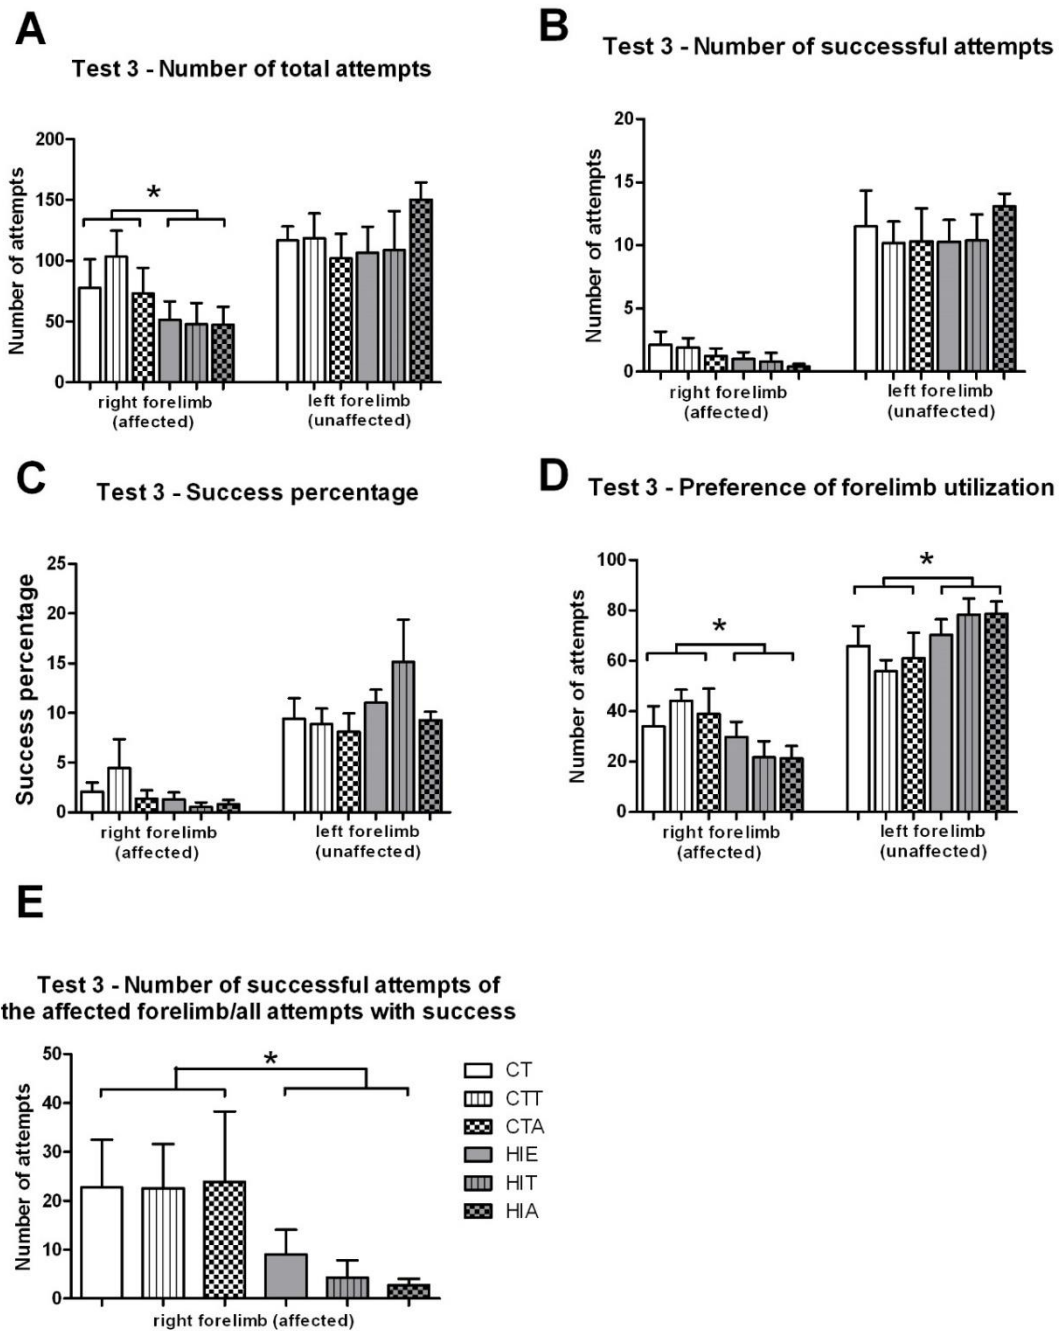 A
Test 3 - Number of total attempts
Number of attempts
200
150
100
50
0
*
right forelimb
(affected)
left forelimb
(unaffected)
B
Test 3 - Number of successful attempts
Number of attempts
20
15
10
5
0
right forelimb
(affected)
left forelimb
(unaffected)
C
Test 3 - Success percentage
Success percentage
25
20
15
10
5
0
right forelimb
(affected)
left forelimb
(unaffected)
D
Test 3 - Preference of forelimb utilization
Number of attempts
100
80
60
40
20
0
*
*
right forelimb
(affected)
left forelimb
(unaffected)
E
Test 3 - Number of successful attempts of
the affected forelimb/all attempts with success
Number of attempts
50
40
30
20
10
0
*
right forelimb (affected)
CT
CTT
CTA
HIE
HIT
HIA